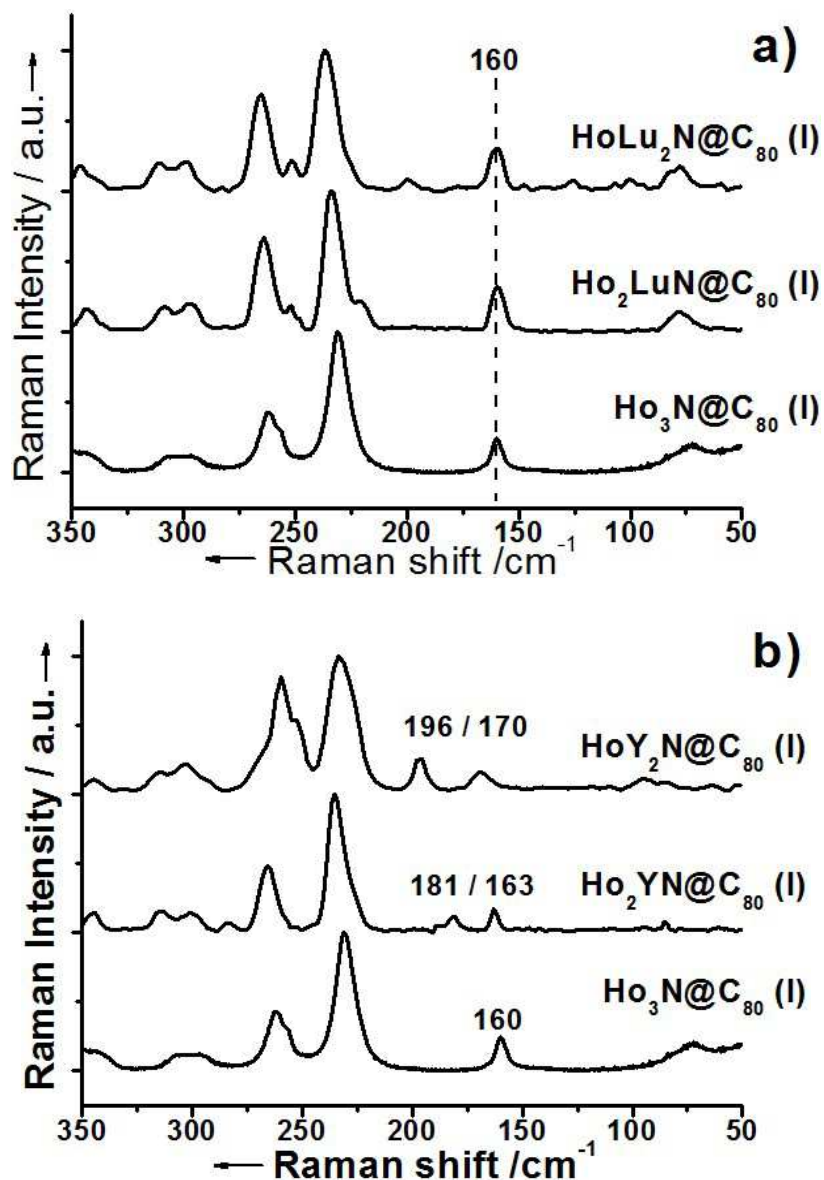 a)
160
HoLu₂N@C₈₀ (I)
Ho₂LuN@C₈₀ (I)
Ho₃N@C₈₀ (I)
Raman Intensity / a.u. →
350 300 250 200 150 100 50
← Raman shift /cm⁻¹
b)
196 / 170
HoY₂N@C₈₀ (I)
181 / 163
Ho₂YN@C₈₀ (I)
Ho₃N@C₈₀ (I)
160
Raman Intensity / a.u. →
350 300 250 200 150 100 50
← Raman shift /cm⁻¹